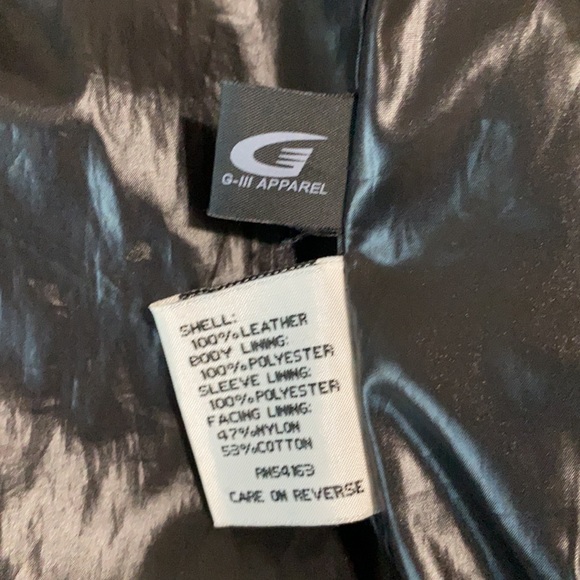 G-III APPAREL
SHELL:
100%LEATHER
BODY LINING:
100%POLYESTER
SLEEVE LINING:
100%POLYESTER
FACING LINING:
47%NYLON
53%COTTON
RN54163
CARE ON REVERSE